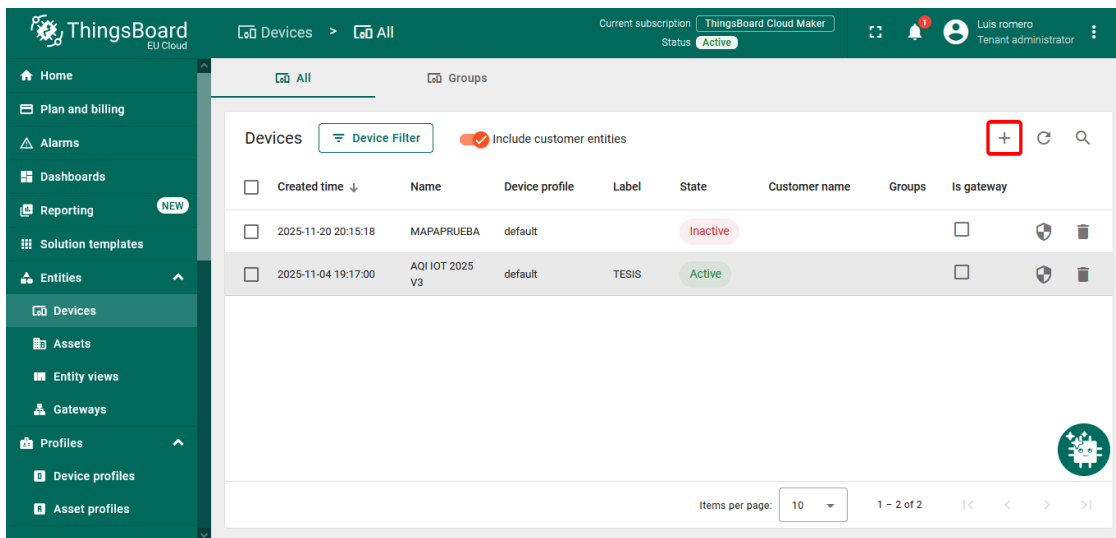 ThingsBoard
EU Cloud
Devices > All
Current subscription ThingsBoard Cloud Maker
Status Active
1
Luis romero
Tenant administrator
Home
Plan and billing
Alarms
Dashboards
Reporting NEW
Solution templates
Entities
Devices
Assets
Entity views
Gateways
Profiles
D Device profiles
A Asset profiles
All Groups
Devices Device Filter Include customer entities
Created time Name Device profile Label State Customer name Groups Is gateway
2025-11-20 20:15:18 MAPAPRUEBA default Inactive
2025-11-04 19:17:00 AQI IOT 2025 V3 default TESIS Active
Items per page: 10 1 – 2 of 2